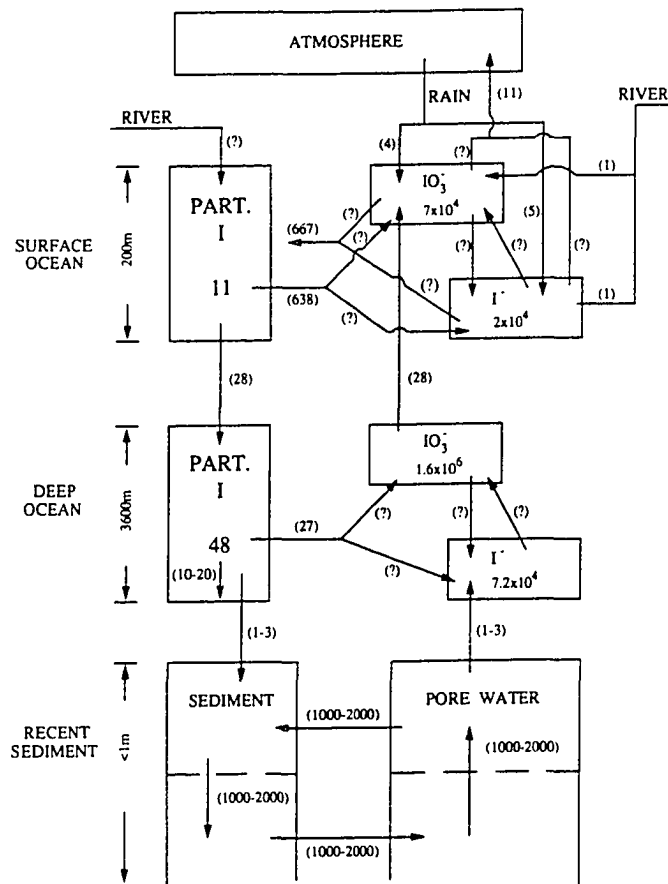 ATMOSPHERE
RAIN
(11)
RIVER
RIVER
(?)
(4)
(?)
(1)
PART.
I
11
IO₃⁻
7x10⁴
(5)
SURFACE
OCEAN
200m
(667)
(?)
(?)
(?)
(?)
(?)
(?)
(638)
(?)
I⁻
2x10⁴
(1)
(28)
(28)
PART.
I
48
IO₃⁻
1.6x10⁶
DEEP
OCEAN
3600m
(27)
(?)
(?)
(?)
(?)
I⁻
7.2x10⁴
(10-20)
(1-3)
(1-3)
SEDIMENT
PORE WATER
RECENT
SEDIMENT
<1m
(1000-2000)
(1000-2000)
(1000-2000)
(1000-2000)